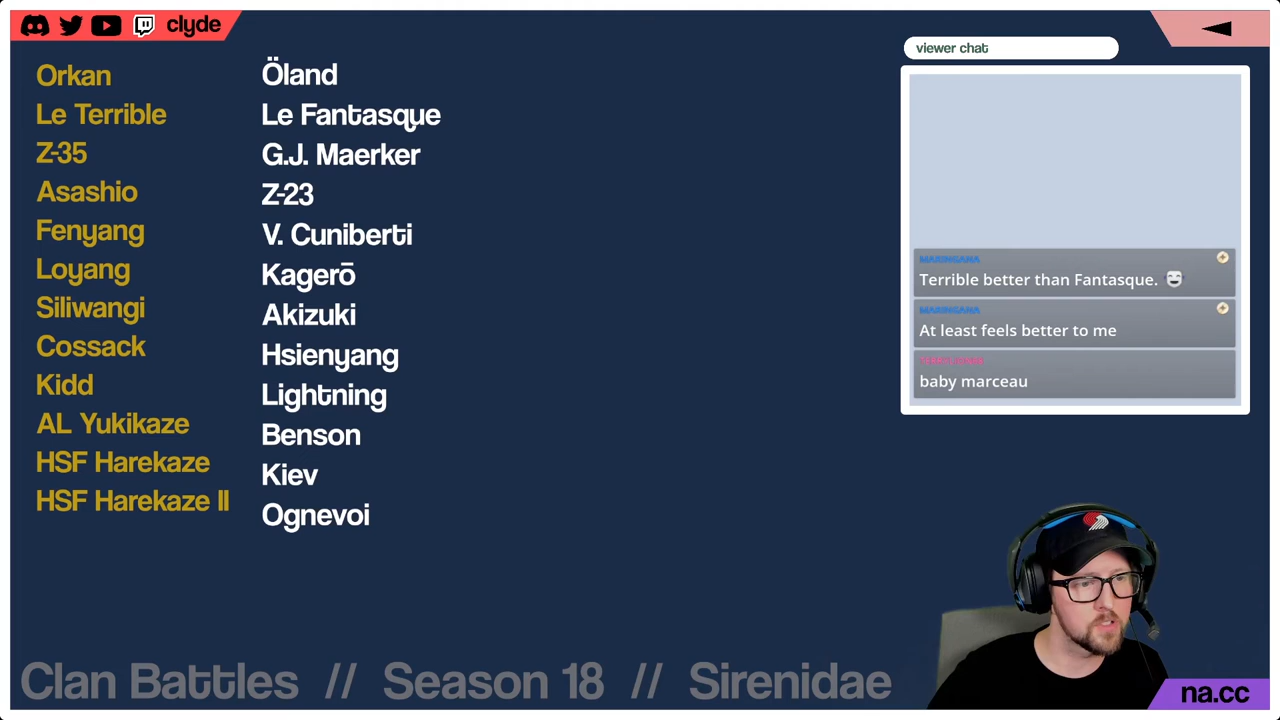 clyde
Orkan
Le Terrible
Z-35
Asashio
Fenyang
Loyang
Siliwangi
Cossack
Kidd
AL Yukikaze
HSF Harekaze
HSF Harekaze II
Öland
Le Fantasque
G.J. Maerker
Z-23
V. Cuniberti
Kagerō
Akizuki
Hsienyang
Lightning
Benson
Kiev
Ognevoi
viewer chat
Terrible better than Fantasque.
At least feels better to me
baby marceau
Clan Battles // Season 18 // Sirenidae
na.cc